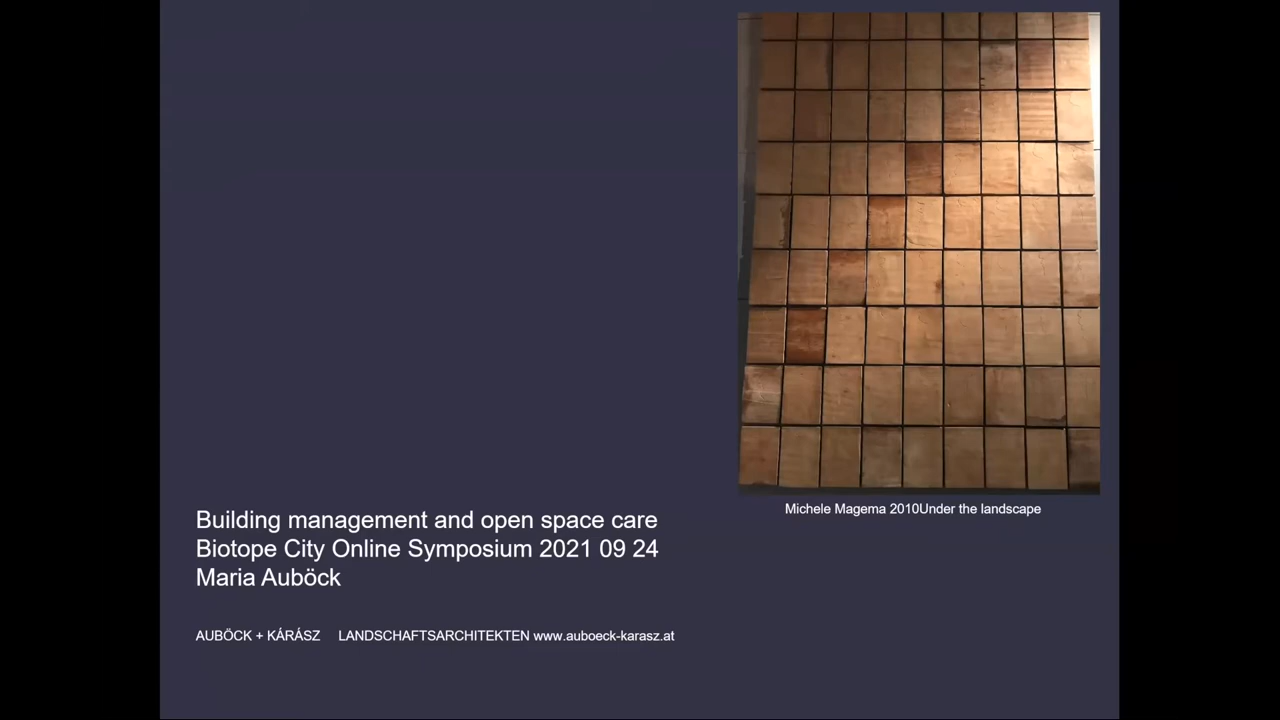 Michele Magema 2010Under the landscape
Building management and open space care
Biotope City Online Symposium 2021 09 24
Maria Auböck
AUBÖCK + KÁRÁSZ LANDSCHAFTSARCHITEKTEN www.auboeck-karasz.at